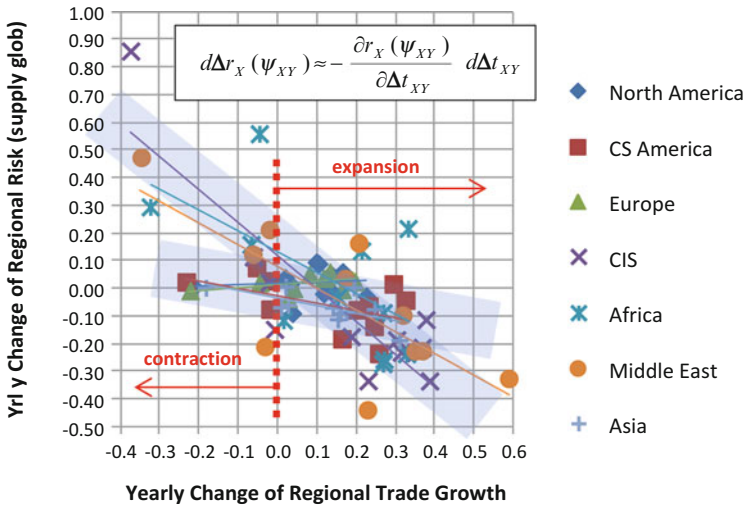 1.00
0.90
0.80
0.70
0.60
0.50
0.40
0.30
0.20
0.10
0.00
-0.10
-0.20
-0.30
-0.40
-0.50
Yrl y Change of Regional Risk (supply glob)
dΔr_X (ψ_XY) ≈ − ∂r_X (ψ_XY) / ∂Δt_XY dΔt_XY
expansion
contraction
-0.4 -0.3 -0.2 -0.1 0.0 0.1 0.2 0.3 0.4 0.5 0.6
Yearly Change of Regional Trade Growth
North America
CS America
Europe
CIS
Africa
Middle East
Asia